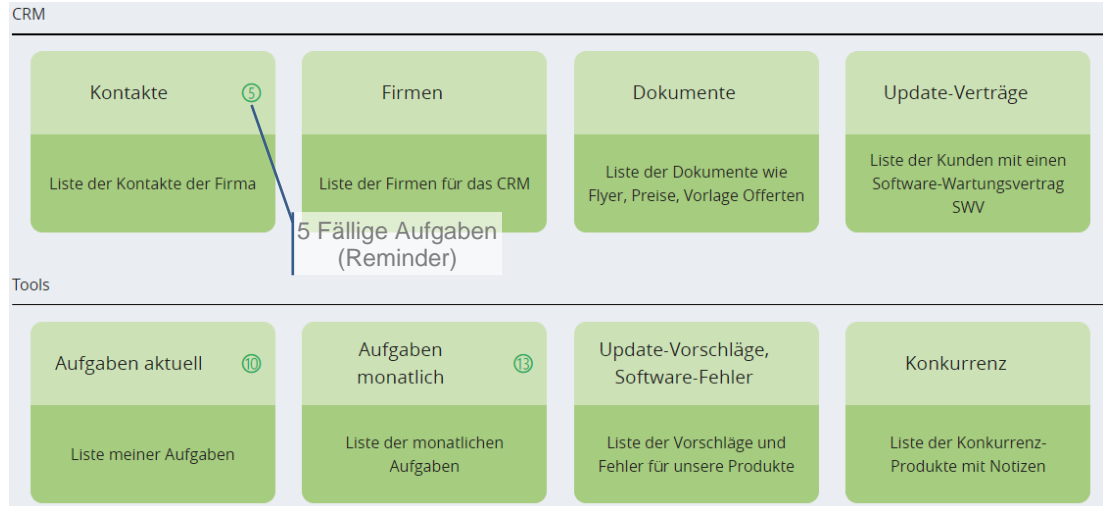 CRM
Kontakte ⑤
Firmen
Dokumente
Update-Verträge
Liste der Kontakte der Firma
Liste der Firmen für das CRM
Liste der Dokumente wie
Flyer, Preise, Vorlage Offerten
Liste der Kunden mit einen
Software-Wartungsvertrag
SWV
5 Fällige Aufgaben
(Reminder)
Tools
Aufgaben aktuell ⑩
Aufgaben
monatlich ⑬
Update-Vorschläge,
Software-Fehler
Konkurrenz
Liste meiner Aufgaben
Liste der monatlichen
Aufgaben
Liste der Vorschläge und
Fehler für unsere Produkte
Liste der Konkurrenz-
Produkte mit Notizen